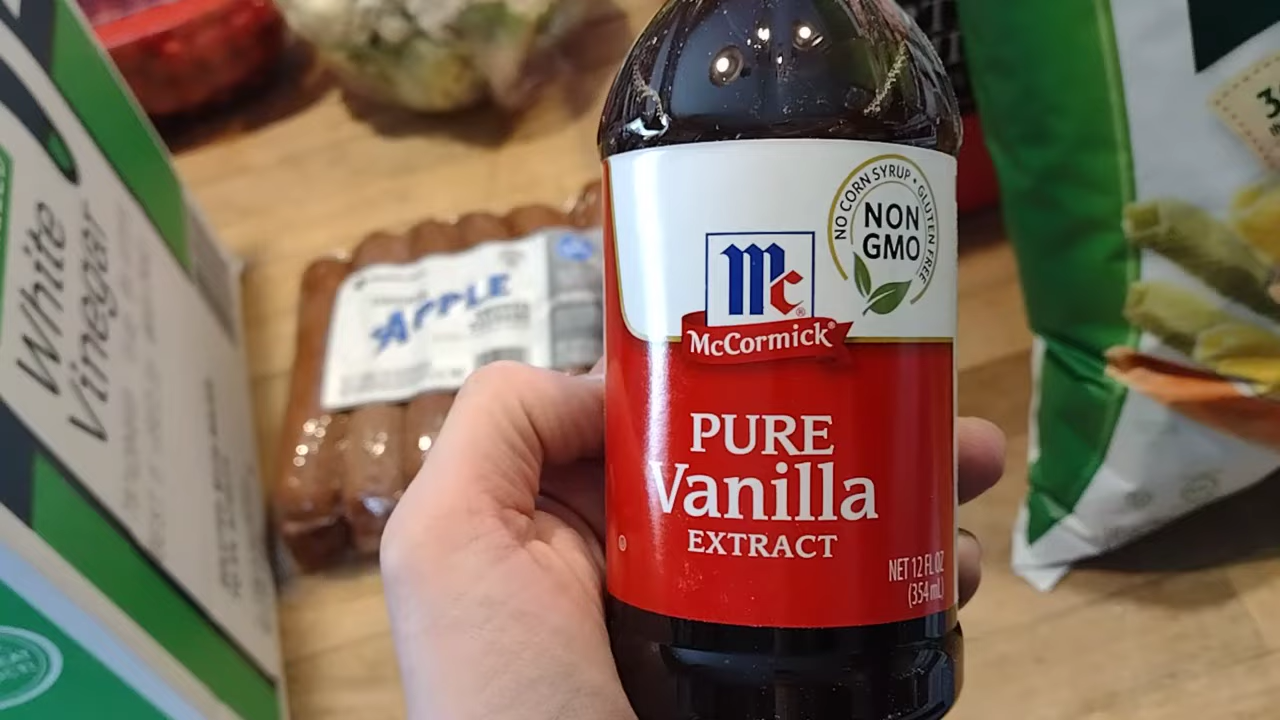 White
Vinegar
APPLE
NO CORN SYRUP • GLUTEN FREE
NON
GMO
Mc
McCormick®
PURE
Vanilla
EXTRACT
NET 12 FL OZ
(354 mL)
3